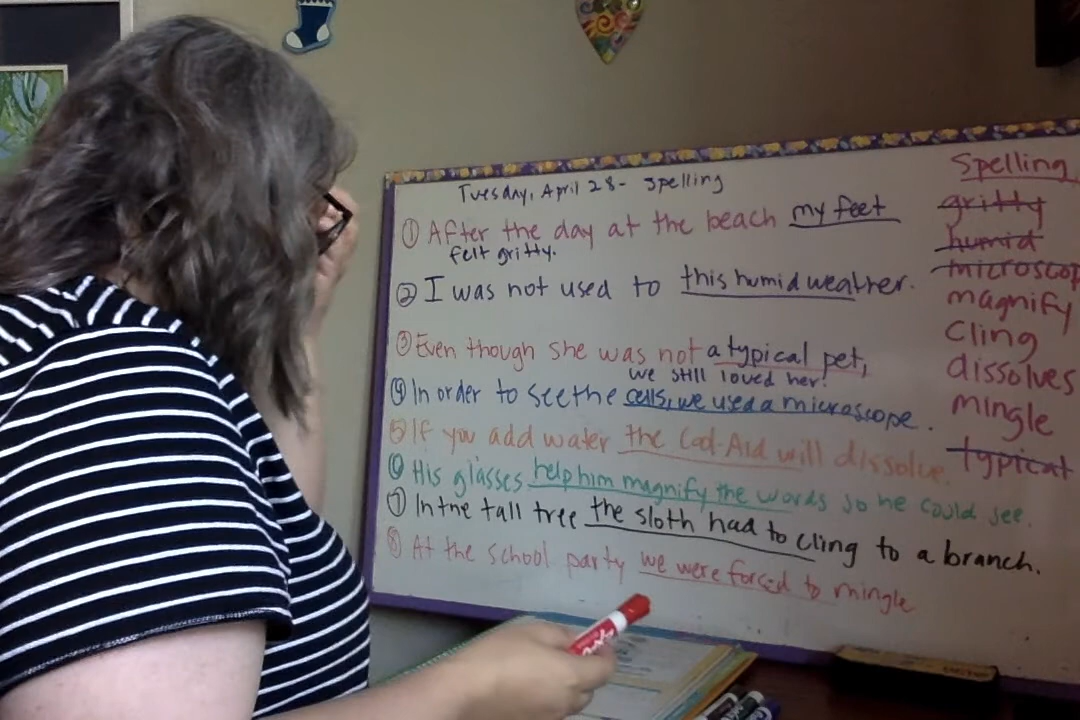 Tuesday, April 28- Spelling
① After the day at the beach my feet
felt gritty.
② I was not used to this humid weather.
③ Even though she was not a typical pet,
we still loved her!
④ In order to see the cells, we used a microscope.
⑤ If you add water the Cool-Aid will dissolve.
⑥ His glasses help him magnify the words so he could see.
⑦ In the tall tree the sloth had to cling to a branch.
⑧ At the school party we were forced to mingle
Spelling
gritty
humid
microscop
magnify
Cling
dissolves
mingle
typical